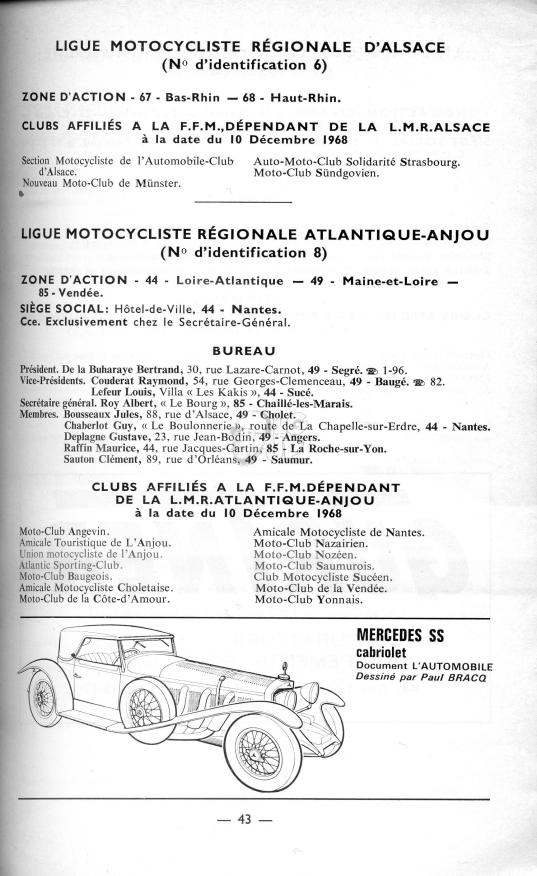 LIGUE MOTOCYCLISTE RÉGIONALE D'ALSACE
(No d'identification 6)
ZONE D'ACTION - 67 - Bas-Rhin — 68 - Haut-Rhin.
CLUBS AFFILIÉS A LA F.F.M.,DÉPENDANT DE LA L.M.R.ALSACE
à la date du 10 Décembre 1968
Section Motocycliste de l'Automobile-Club
d'Alsace.
Nouveau Moto-Club de Münster.
Auto-Moto-Club Solidarité Strasbourg.
Moto-Club Sündgovien.
LIGUE MOTOCYCLISTE RÉGIONALE ATLANTIQUE-ANJOU
(No d'identification 8)
ZONE D'ACTION - 44 - Loire-Atlantique — 49 - Maine-et-Loire —
85 - Vendée.
SIÈGE SOCIAL: Hôtel-de-Ville, 44 - Nantes.
Cce. Exclusivement chez le Secrétaire-Général.
BUREAU
Président. De la Buharaye Bertrand, 30, rue Lazare-Carnot, 49 - Segré. ☎ 1-96.
Vice-Présidents. Couderat Raymond, 54, rue Georges-Clemenceau, 49 - Baugé. ☎ 82.
Lefeur Louis, Villa « Les Kakis », 44 - Sucé.
Secrétaire général. Roy Albert, « Le Bourg », 85 - Chaillé-les-Marais.
Membres. Bousseaux Jules, 88, rue d'Alsace, 49 - Cholet.
Chaberlot Guy, « Le Boulonnerie », route de La Chapelle-sur-Erdre, 44 - Nantes.
Deplagne Gustave, 23, rue Jean-Bodin, 49 - Angers.
Raffin Maurice, 44, rue Jacques-Cartin, 85 - La Roche-sur-Yon.
Sauton Clément, 89, rue d'Orléans, 49 - Saumur.
CLUBS AFFILIÉS A LA F.F.M.DÉPENDANT
DE LA L.M.R.ATLANTIQUE-ANJOU
à la date du 10 Décembre 1968
Moto-Club Angevin.
Amicale Touristique de L'Anjou.
Union motocycliste de l'Anjou.
Atlantic Sporting-Club.
Moto-Club Baugeois.
Amicale Motocycliste Choletaise.
Moto-Club de la Côte-d'Amour.
Amicale Motocycliste de Nantes.
Moto-Club Nazairien.
Moto-Club Nozéen.
Moto-Club Saumurois.
Club Motocycliste Sucéen.
Moto-Club de la Vendée.
Moto-Club Yonnais.
MERCEDES SS
cabriolet
Document L'AUTOMOBILE
Dessiné par Paul BRACQ
— 43 —